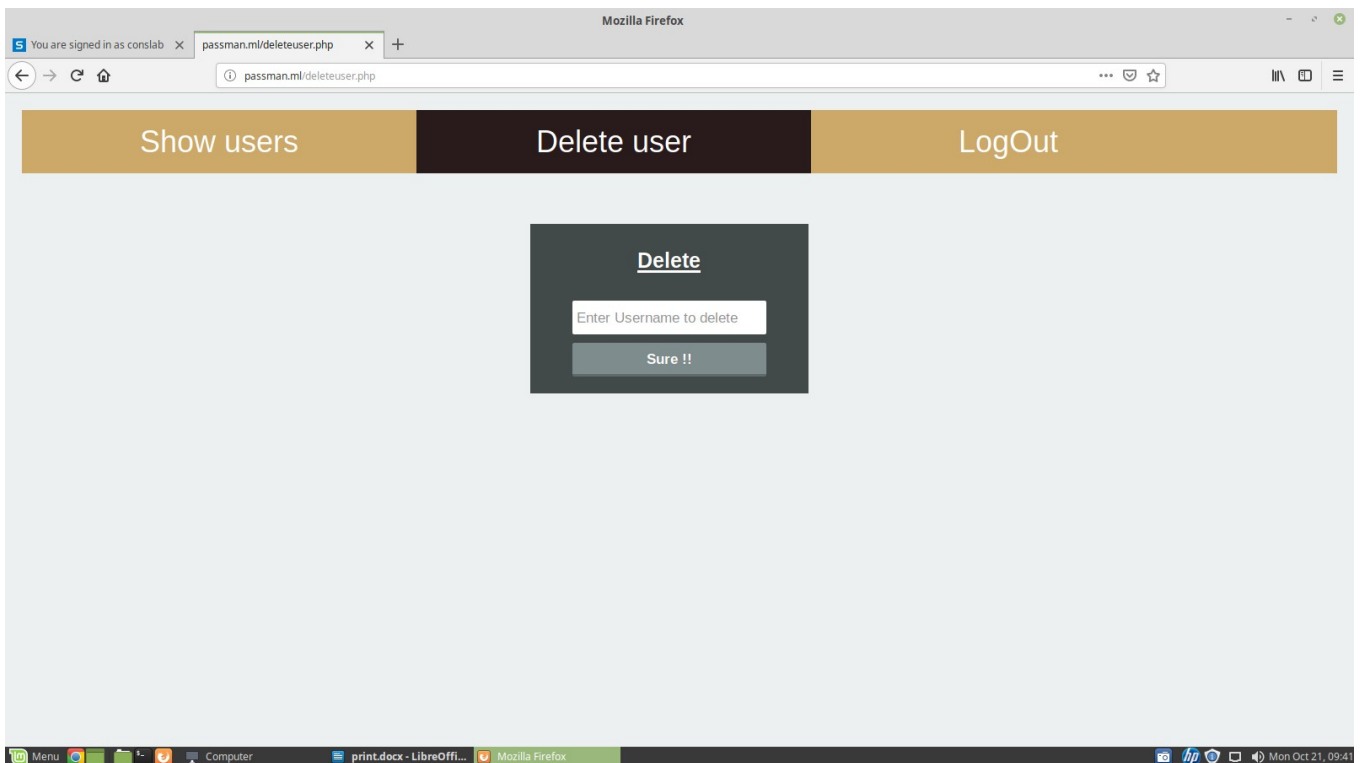 Mozilla Firefox
S You are signed in as conslab
passman.ml/deleteuser.php
passman.ml/deleteuser.php
Show users
Delete user
LogOut
Delete
Enter Username to delete
Sure !!
Menu
Computer
print.docx - LibreOffi...
Mozilla Firefox
hp
Mon Oct 21, 09:41